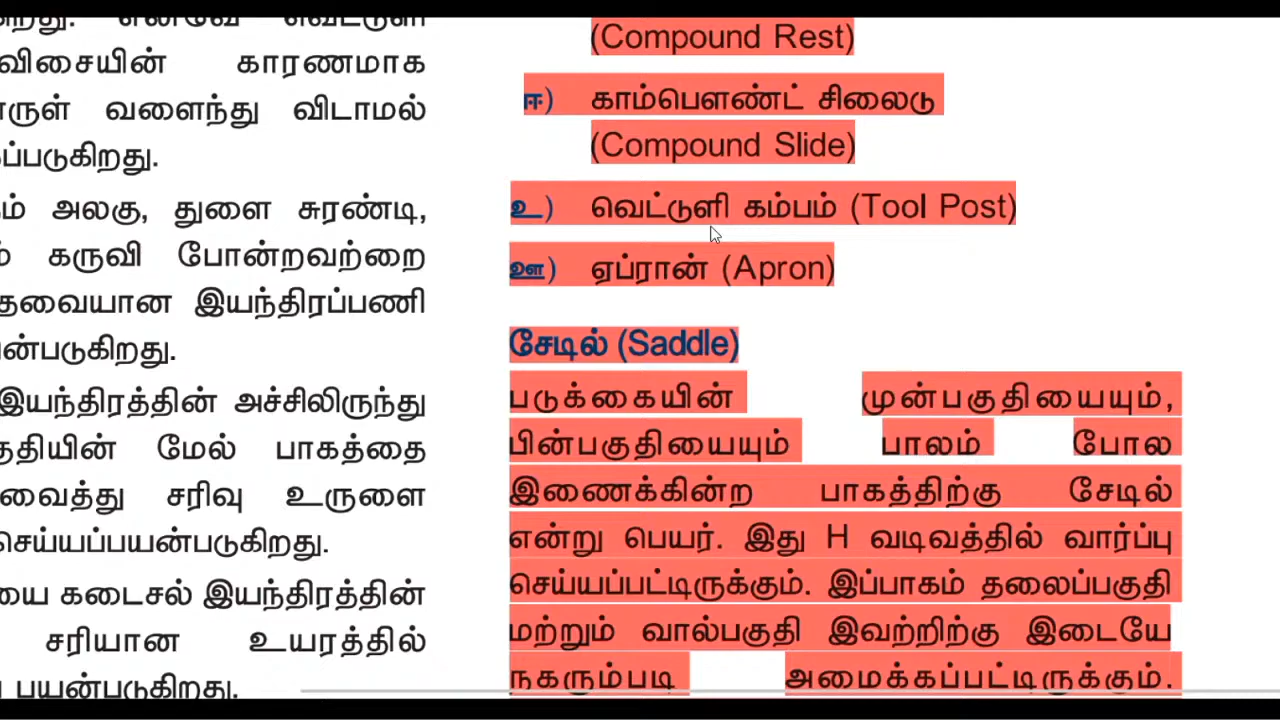 விசையின் காரணமாக
வளைந்து விடாமல்
அலகு, துளை சுரண்டி,
கருவி போன்றவற்றை
இயந்திரப்பணி
இயந்திரத்தின் அச்சிலிருந்து
மேல் பாகத்தை
சரிவு உருளை
செய்யப்பயன்படுகிறது.
கடைசல் இயந்திரத்தின்
சரியான உயரத்தில்
பயன்படுகிறது.
(Compound Rest)
ஈ) காம்பௌண்ட் சிலைடு
(Compound Slide)
உ) வெட்டுளி கம்பம் (Tool Post)
ஊ) ஏப்ரான் (Apron)
சேடில் (Saddle)
படுக்கையின் முன்பகுதியையும்,
பின்பகுதியையும் பாலம் போல
இணைக்கின்ற பாகத்திற்கு சேடில்
என்று பெயர். இது H வடிவத்தில் வார்ப்பு
செய்யப்பட்டிருக்கும். இப்பாகம் தலைப்பகுதி
மற்றும் வால்பகுதி இவற்றிற்கு இடையே
நகரும்படி அமைக்கப்பட்டிருக்கும்.